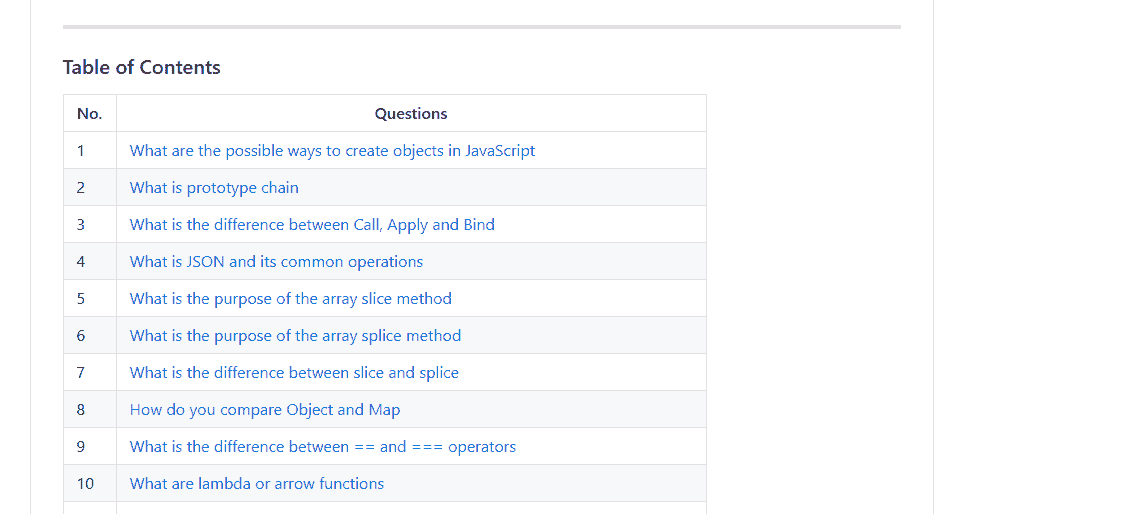 Table of Contents
No. Questions
1 What are the possible ways to create objects in JavaScript
2 What is prototype chain
3 What is the difference between Call, Apply and Bind
4 What is JSON and its common operations
5 What is the purpose of the array slice method
6 What is the purpose of the array splice method
7 What is the difference between slice and splice
8 How do you compare Object and Map
9 What is the difference between == and === operators
10 What are lambda or arrow functions